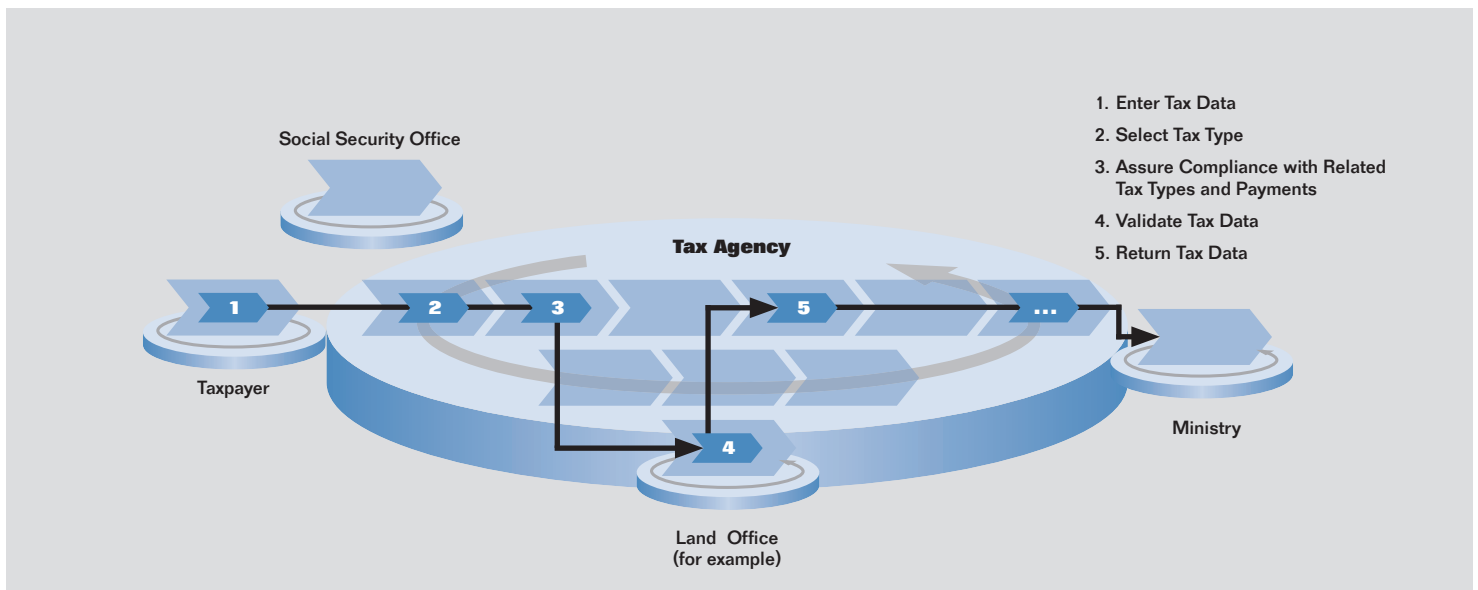 1. Enter Tax Data
2. Select Tax Type
3. Assure Compliance with Related
Tax Types and Payments
4. Validate Tax Data
5. Return Tax Data
Social Security Office
Tax Agency
1
2
3
5
...
Taxpayer
Ministry
4
Land Office
(for example)